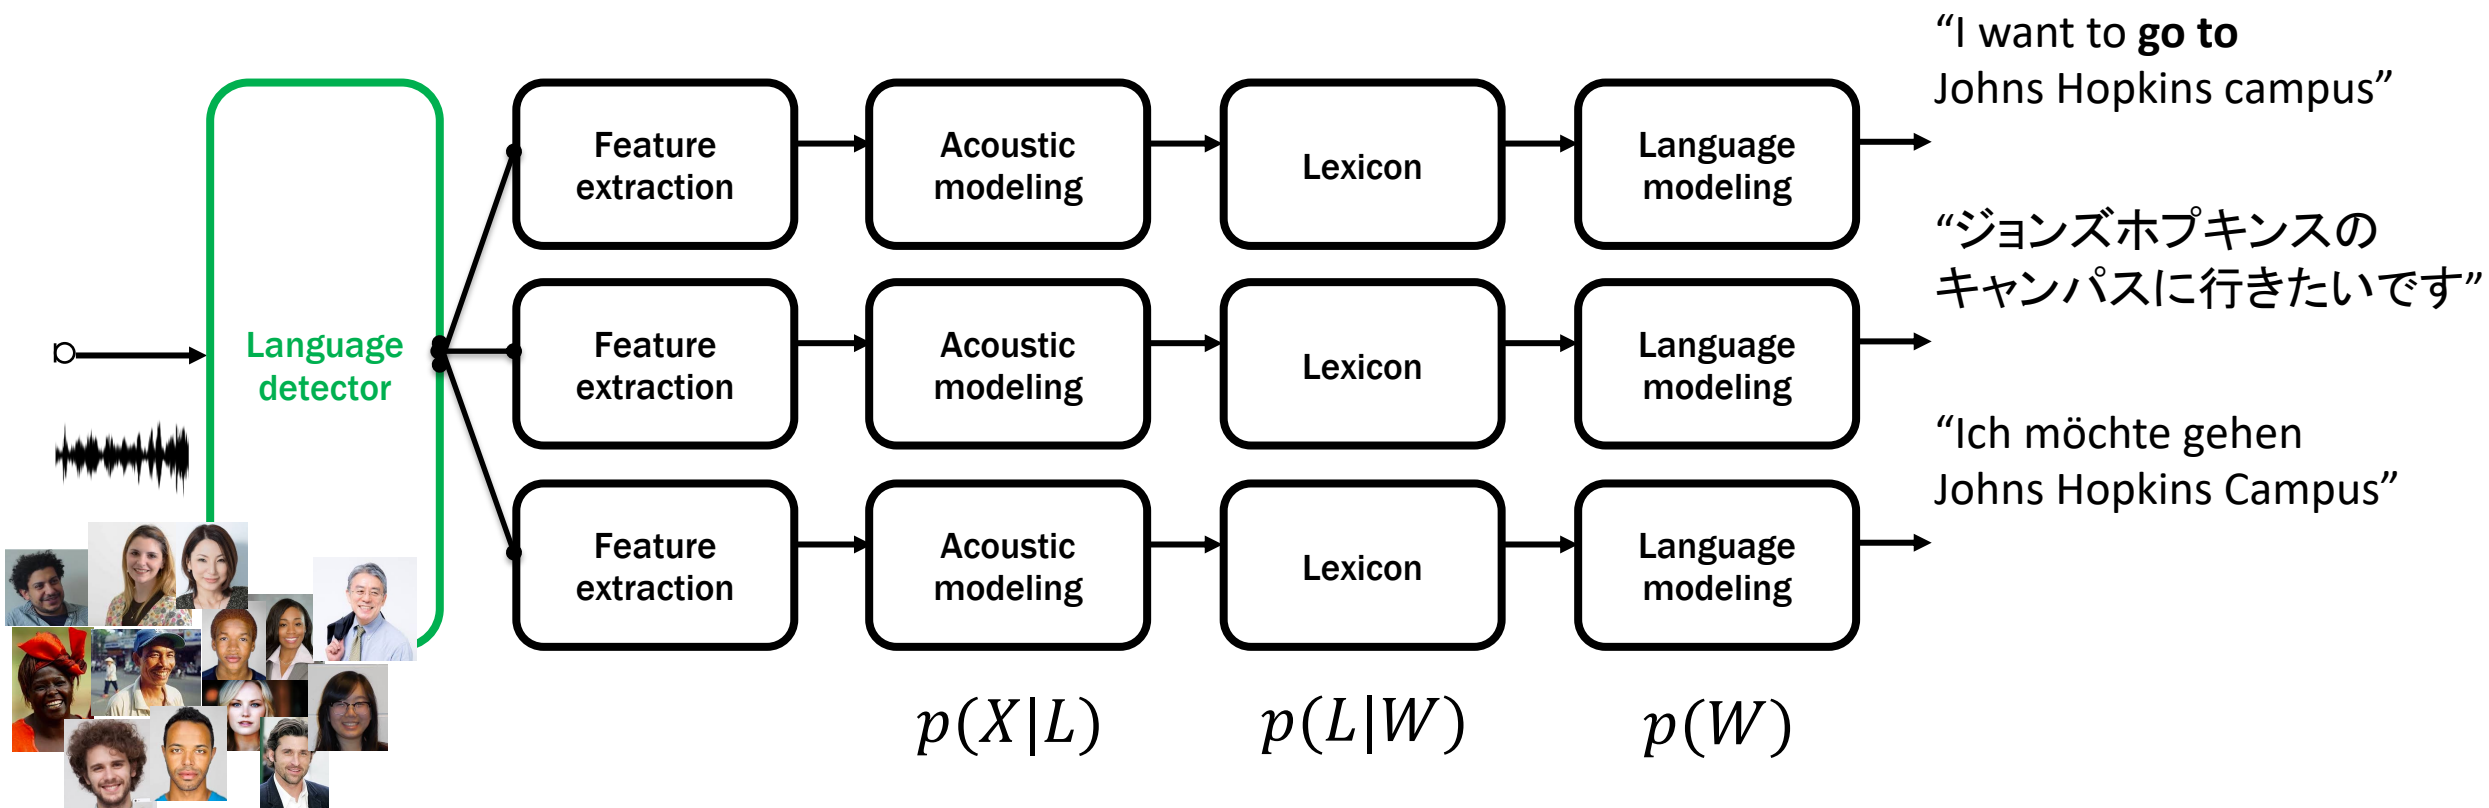 Language
detector
Feature
extraction
Acoustic
modeling
Lexicon
Language
modeling
“I want to go to
Johns Hopkins campus”
Feature
extraction
Acoustic
modeling
Lexicon
Language
modeling
“ジョンズホプキンスの
キャンパスに行きたいです”
Feature
extraction
Acoustic
modeling
Lexicon
Language
modeling
“Ich möchte gehen
Johns Hopkins Campus”
p(X|L)
p(L|W)
p(W)